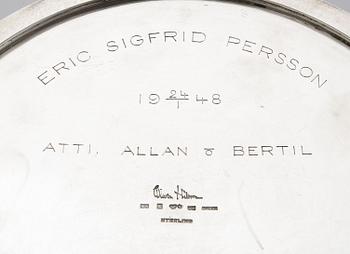 ERIC SIGFRID PERSSON
19 24/1 48
ATTI, ALLAN & BERTIL
STERLING